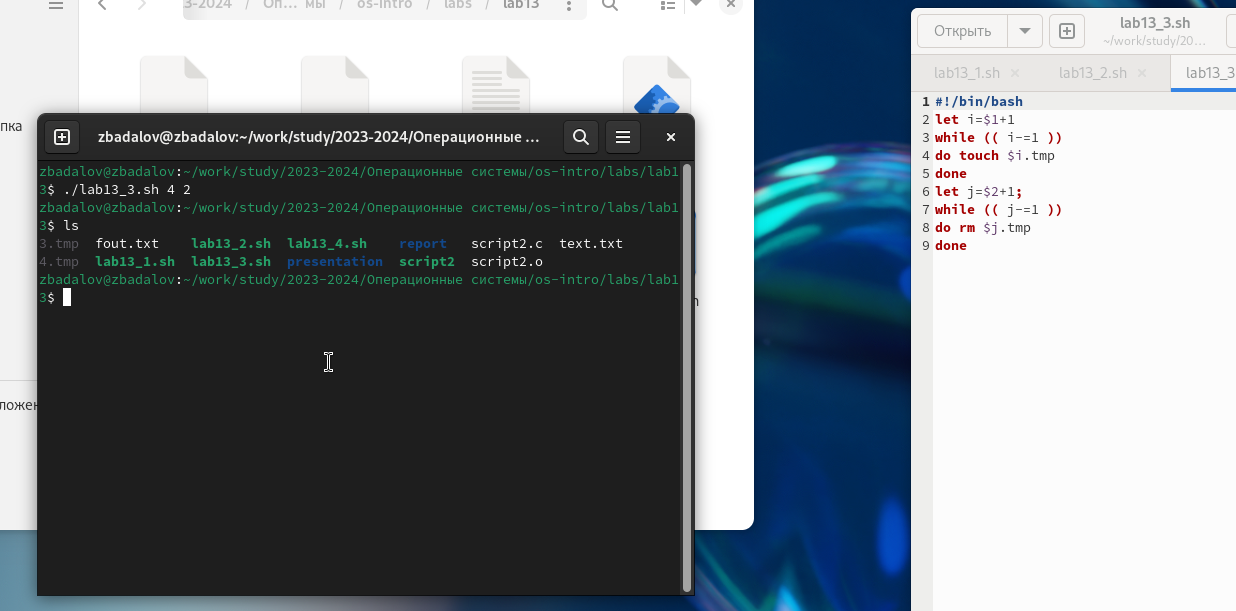 3-2024 / Оп… мы / os-intro / labs / lab13
пка
ложен
zbadalov@zbadalov:~/work/study/2023-2024/Операционные ...
zbadalov@zbadalov:~/work/study/2023-2024/Операционные системы/os-intro/labs/lab1
3$ ./lab13_3.sh 4 2
zbadalov@zbadalov:~/work/study/2023-2024/Операционные системы/os-intro/labs/lab1
3$ ls
3.tmp fout.txt lab13_2.sh lab13_4.sh report script2.c text.txt
4.tmp lab13_1.sh lab13_3.sh presentation script2 script2.o
zbadalov@zbadalov:~/work/study/2023-2024/Операционные системы/os-intro/labs/lab1
3$
Открыть
lab13_3.sh
~/work/study/20…
lab13_1.sh × lab13_2.sh × lab13_3
1 #!/bin/bash
2 let i=$1+1
3 while (( i-=1 ))
4 do touch $i.tmp
5 done
6 let j=$2+1;
7 while (( j-=1 ))
8 do rm $j.tmp
9 done